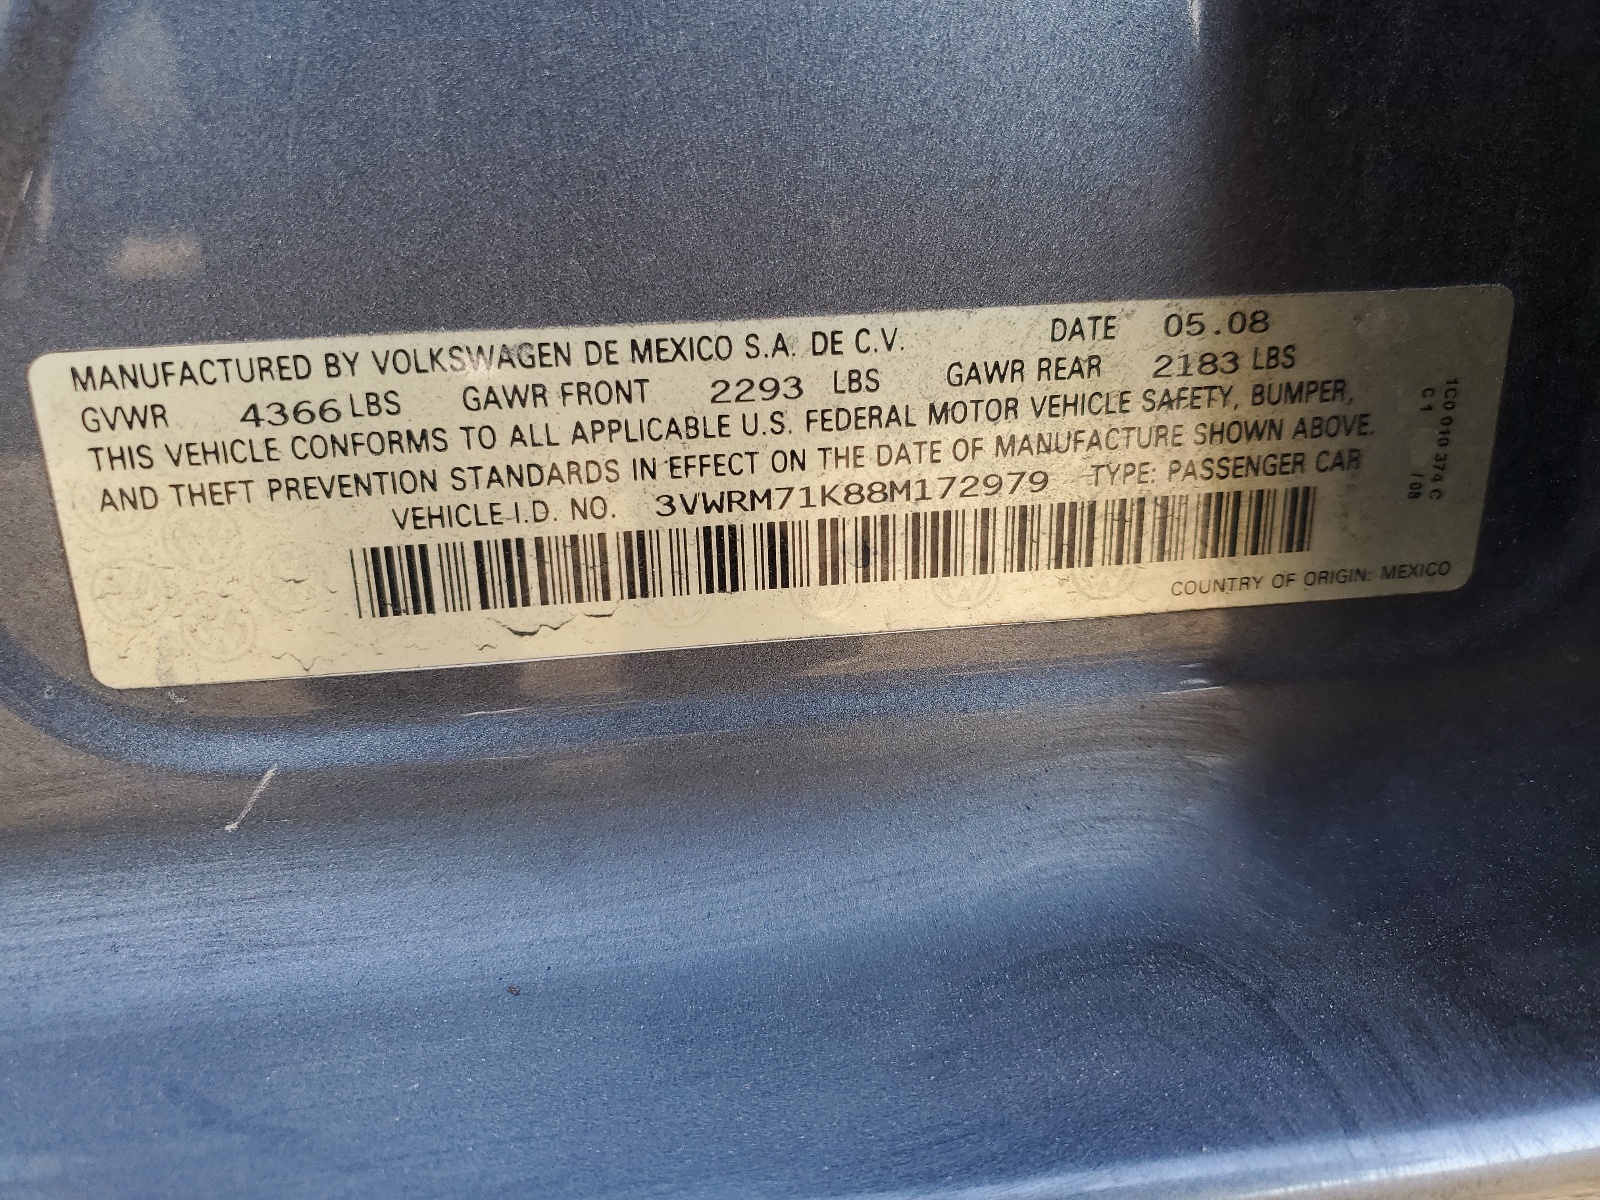 MANUFACTURED BY VOLKSWAGEN DE MEXICO S.A. DE C.V. DATE 05.08
GVWR 4366 LBS GAWR FRONT 2293 LBS GAWR REAR 2183 LBS
THIS VEHICLE CONFORMS TO ALL APPLICABLE U.S. FEDERAL MOTOR VEHICLE SAFETY, BUMPER,
AND THEFT PREVENTION STANDARDS IN EFFECT ON THE DATE OF MANUFACTURE SHOWN ABOVE.
VEHICLE I.D. NO. 3VWRM71K88M172979 TYPE: PASSENGER CAR
COUNTRY OF ORIGIN: MEXICO
1C0 010 374 C
C 1 / 08